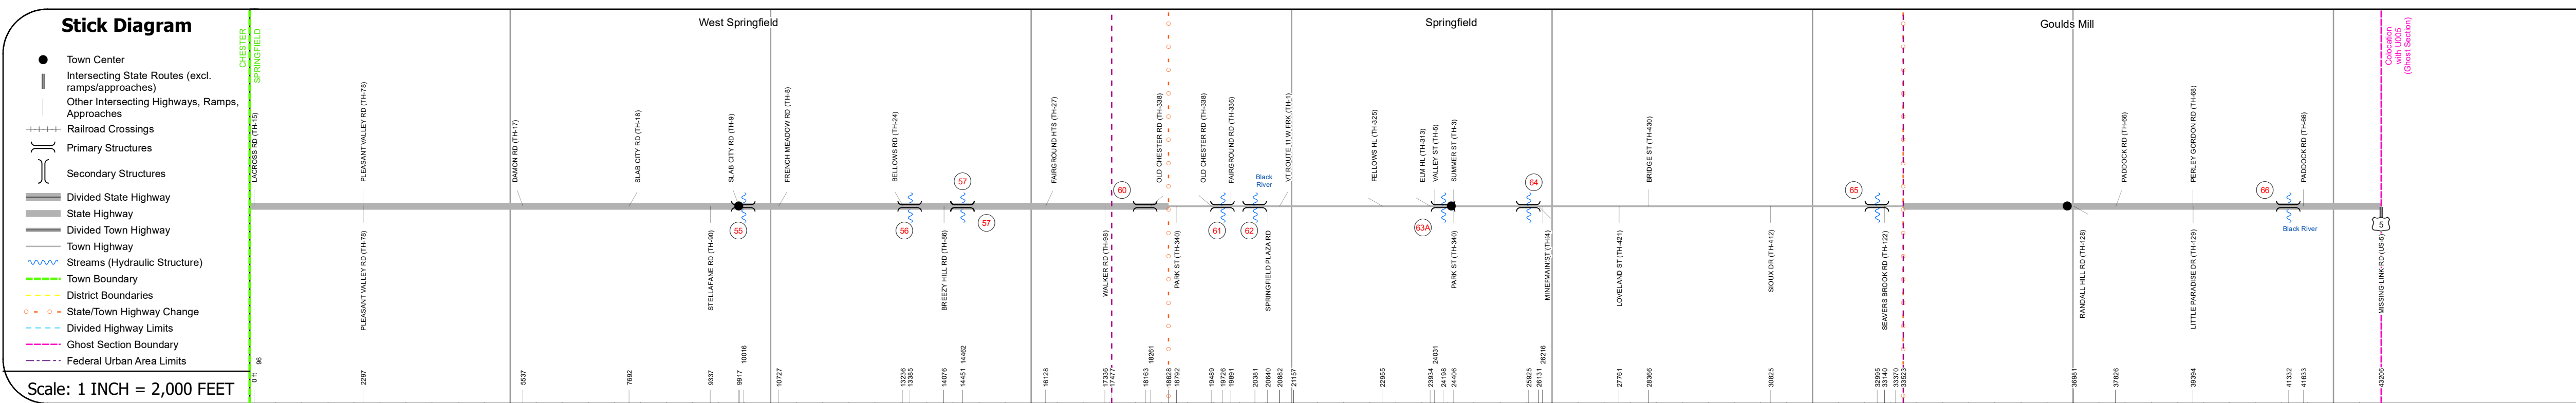 Stick Diagram
Town Center
Intersecting State Routes (excl.
ramps/approaches)
Other Intersecting Highways, Ramps,
Approaches
Railroad Crossings
Primary Structures
Secondary Structures
Divided State Highway
State Highway
Divided Town Highway
Town Highway
Streams (Hydraulic Structure)
Town Boundary
District Boundaries
State/Town Highway Change
Divided Highway Limits
Ghost Section Boundary
Federal Urban Area Limits
Scale: 1 INCH = 2,000 FEET
CHESTER
SPRINGFIELD
West Springfield
Springfield
Goulds Mill
Colocation
with U005
(Ghost Section)
LACROSS RD (TH-15)
PLEASANT VALLEY RD (TH-78)
DAMON RD (TH-17)
SLAB CITY RD (TH-18)
SLAB CITY RD (TH-9)
FRENCH MEADOW RD (TH-8)
BELLOWS RD (TH-24)
FAIRGROUND HTS (TH-27)
OLD CHESTER RD (TH-338)
OLD CHESTER RD (TH-338)
FAIRGROUND RD (TH-336)
Black
River
VT ROUTE 11 W FRK (TH-1)
FELLOWS HL (TH-325)
ELM HL (TH-313)
VALLEY ST (TH-5)
SUMMER ST (TH-3)
BRIDGE ST (TH-430)
PADDOCK RD (TH-66)
PERLEY GORDON RD (TH-68)
PADDOCK RD (TH-66)
57
60
64
65
66
55
56
57
61
62
63A
5
Black River
PLEASANT VALLEY RD (TH-78)
STELLAFANE RD (TH-90)
BREEZY HILL RD (TH-86)
WALKER RD (TH-98)
PARK ST (TH-340)
SPRINGFIELD PLAZA RD
PARK ST (TH-340)
LOVELAND ST (TH-421)
SIOUX DR (TH-412)
SEAVERS BROOK RD (TH-122)
RANDALL HILL RD (TH-128)
LITTLE PARADISE DR (TH-129)
MISSING LINK RD (US-5)
0 ft
96
2297
5537
7692
9337
9917
10016
10727
13236
13385
14076
14451
14462
16128
17336
17477
18163
18261
18628
18792
19489
19726
19891
20361
20640
20882
21157
22955
23934
24031
24198
24406
25925
26131
26216
27761
28366
30825
32995
33140
33370
33523
36981
37826
39394
41332
41633
43206